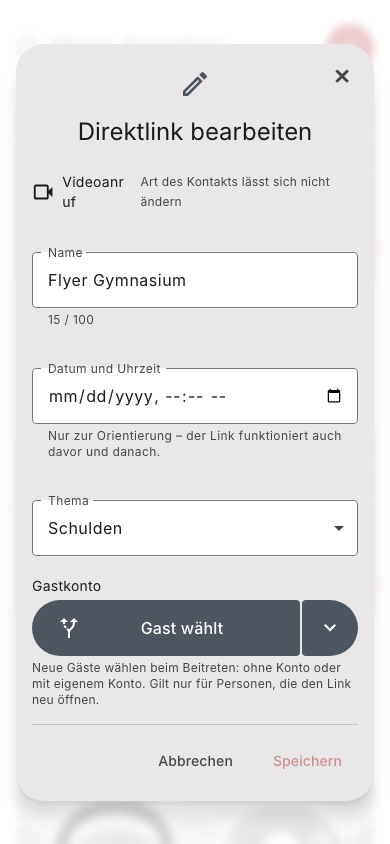 Direktlink bearbeiten
Videoanr
uf
Art des Kontakts lässt sich nicht
ändern
Name
Flyer Gymnasium
15 / 100
Datum und Uhrzeit
mm/dd/yyyy, --:-- --
Nur zur Orientierung – der Link funktioniert auch
davor und danach.
Thema
Schulden
Gastkonto
Gast wählt
Neue Gäste wählen beim Beitreten: ohne Konto oder
mit eigenem Konto. Gilt nur für Personen, die den Link
neu öffnen.
Abbrechen
Speichern